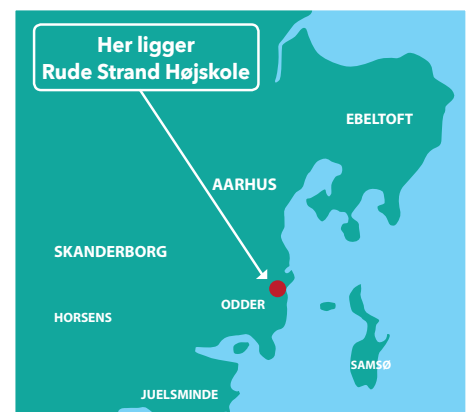 Her ligger
Rude Strand Højskole
EBELTOFT
AARHUS
SKANDERBORG
ODDER
HORSENS
SAMSØ
JUELSMINDE